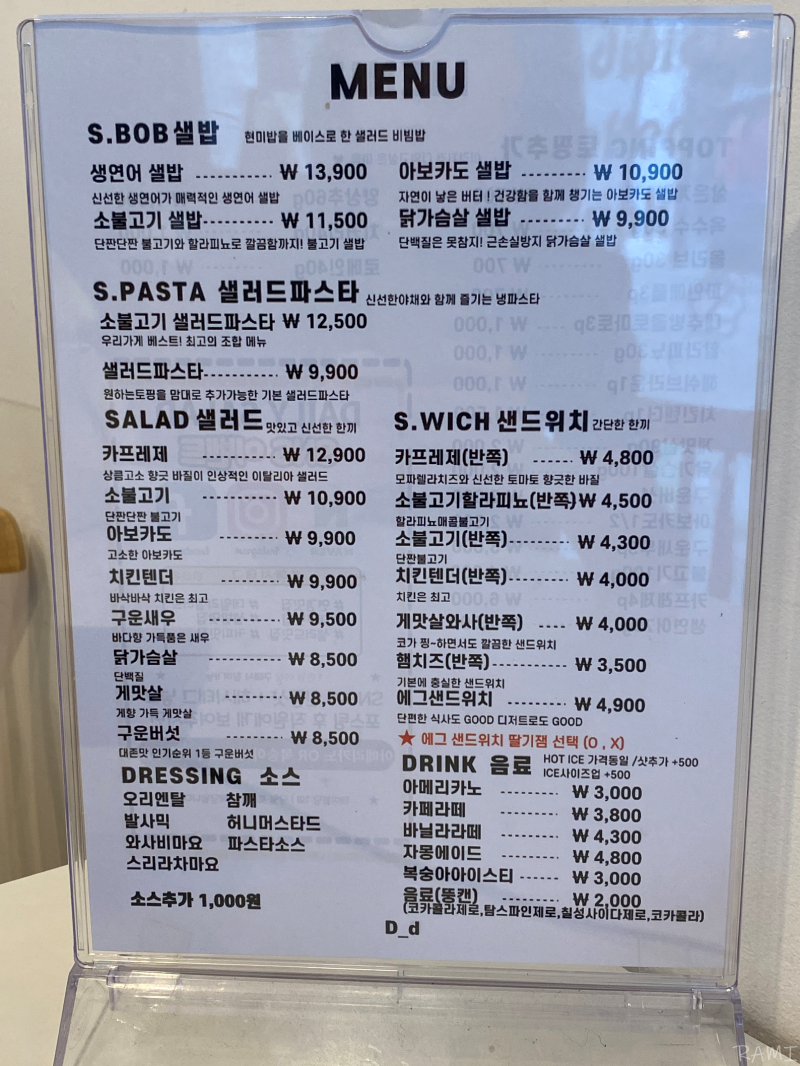 MENU
S.BOB 샐밥 현미밥을 베이스로 한 샐러드 비빔밥
생연어 샐밥 ---------- ₩ 13,900
신선한 생연어가 매력적인 생연어 샐밥
소불고기 샐밥---------- ₩ 11,500
단짠단짠 불고기와 할라피뇨로 깔끔함까지! 불고기 샐밥
아보카도 샐밥 ---------- ₩ 10,900
자연이 낳은 버터 ! 건강함을 함께 챙기는 아보카도 샐밥
닭가슴살 샐밥 --------- ₩ 9,900
단백질은 못참지! 근손실방지 닭가슴살 샐밥
S.PASTA 샐러드파스타 신선한야채와 함께 즐기는 냉파스타
소불고기 샐러드파스타 ₩ 12,500
우리가게 베스트! 최고의 조합 메뉴
샐러드파스타---------- ₩ 9,900
원하는토핑을 맘대로 추가가능한 기본 샐러드파스타
SALAD 샐러드 맛있고 신선한 한끼
카프레제 ---------- ₩ 12,900
상큼고소 향긋 바질이 인상적인 이탈리아 샐러드
소불고기 ---------- ₩ 10,900
단짠단짠 불고기
아보카도 ---------- ₩ 9,900
고소한 아보카도
치킨텐더 --------- ₩ 9,900
바삭바삭 치킨은 최고
구운새우 --------- ₩ 9,500
바다향 가득품은 새우
닭가슴살 ---------- ₩ 8,500
단백질
게맛살 ---------- ₩ 8,500
게향 가득 게맛살
구운버섯 ---------- ₩ 8,500
대존맛 인기순위 1등 구운버섯
DRESSING 소스
오리엔탈 참깨
발사믹 허니머스타드
와사비마요 파스타소스
스리라차마요
소스추가 1,000원
S.WICH 샌드위치 간단한 한끼
카프레제(반쪽) ------ ₩ 4,800
모짜렐라치즈와 신선한 토마토 향긋한 바질
소불고기할라피뇨(반쪽)₩ 4,500
할라피뇨매콤불고기
소불고기(반쪽)--------- ₩ 4,300
단짠불고기
치킨텐더(반쪽)--------- ₩ 4,000
치킨은 최고
게맛살와사(반쪽) ---- ₩ 4,000
코가 찡~하면서도 깔끔한 샌드위치
햄치즈(반쪽)----------- ₩ 3,500
기본에 충실한 샌드위치
에그샌드위치 -------- ₩ 4,900
단편한 식사도 GOOD 디저트로도 GOOD
★ 에그 샌드위치 딸기잼 선택 (O , X)
DRINK 음료 HOT ICE 가격동일 /샷추가 +500
ICE사이즈업 +500
아메리카노 -------- ₩ 3,000
카페라떼 --------- ₩ 3,800
바닐라라떼 -------- ₩ 4,300
자몽에이드 -------- ₩ 4,800
복숭아아이스티 ------ ₩ 3,000
음료(뚱캔) --------- ₩ 2,000
(코카콜라제로,탐스파인제로,칠성사이다제로,코카콜라)
D_d
RAMI